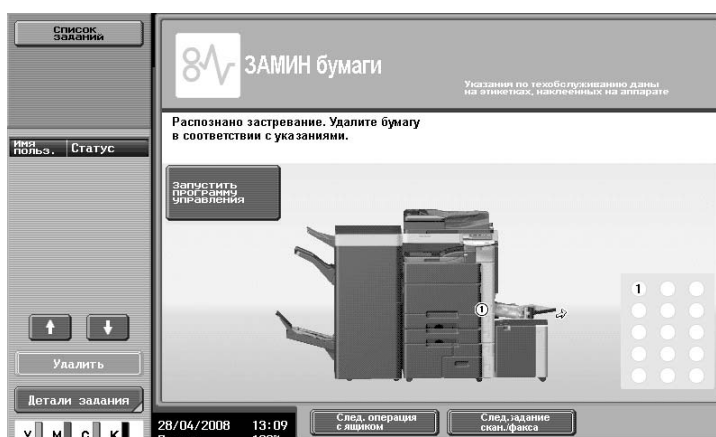 Список
заданий
ЗАМИН бумаги
Указания по техобслуживанию даны
на этикетках, наклеенных на аппарате
Распознано застревание. Удалите бумагу
в соответствии с указаниями.
Имя
польз.
Статус
Запустить
программу
управления
1
1
Удалить
Детали задания
28/04/2008 13:09
След. операция
с ящиком
След.задание
скан./факса
Y M C K